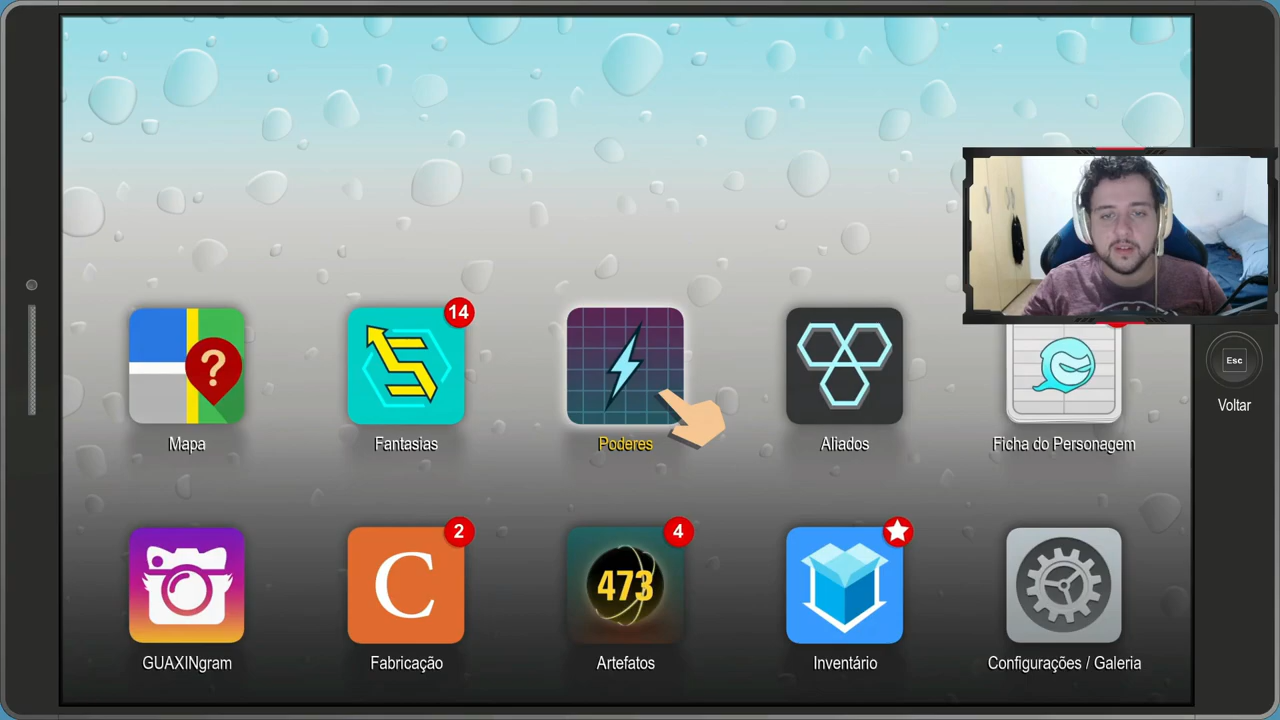 14
?
Mapa
Fantasias
Poderes
Aliados
Ficha do Personagem
Esc
Voltar
2
4
C
473
GUAXINgram
Fabricação
Artefatos
Inventário
Configurações / Galeria